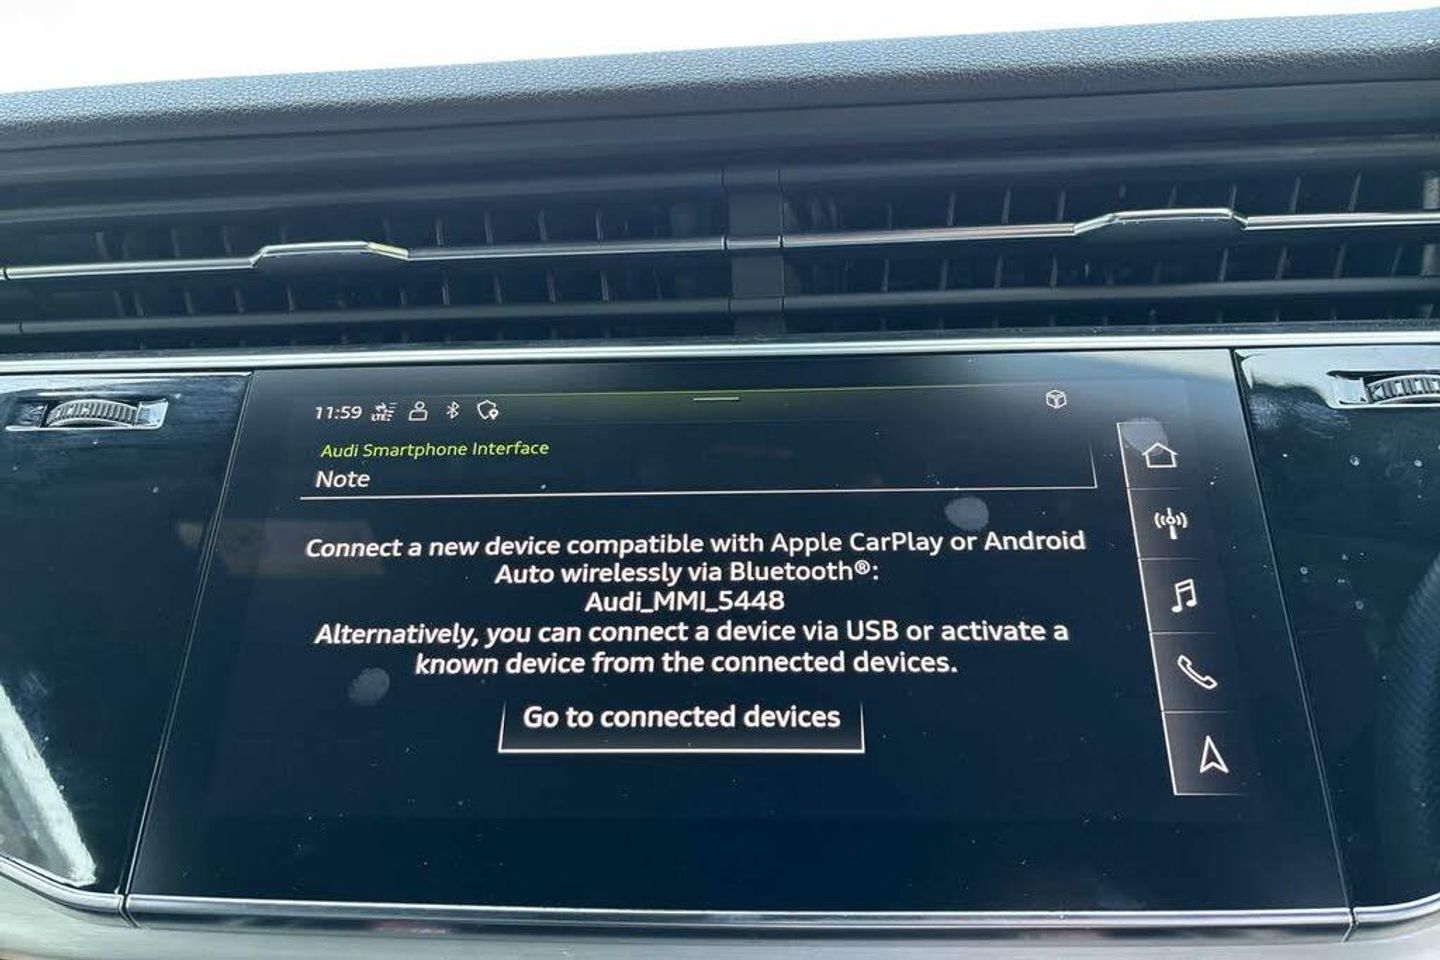 11:59 LTE
Audi Smartphone Interface
Note
Connect a new device compatible with Apple CarPlay or Android
Auto wirelessly via Bluetooth®:
Audi_MMI_5448
Alternatively, you can connect a device via USB or activate a
known device from the connected devices.
Go to connected devices